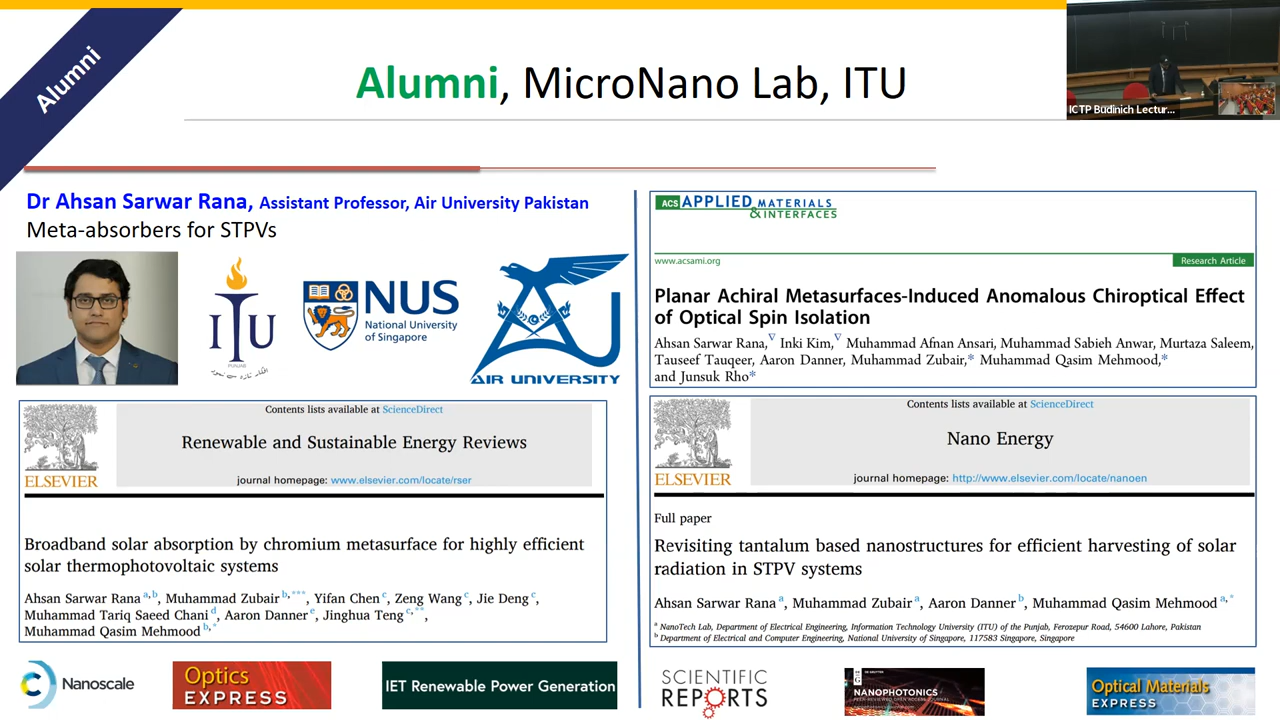 Alumni
Alumni, MicroNano Lab, ITU
ICTP Budinich Lectur...
Dr Ahsan Sarwar Rana, Assistant Professor, Air University Pakistan
Meta-absorbers for STPVs
ITU
PUNJAB
NUS
National University
of Singapore
AIR UNIVERSITY
ACS APPLIED MATERIALS
& INTERFACES
www.acsami.org
Research Article
Planar Achiral Metasurfaces-Induced Anomalous Chiroptical Effect
of Optical Spin Isolation
Ahsan Sarwar Rana,∇ Inki Kim,∇ Muhammad Afnan Ansari, Muhammad Sabieh Anwar, Murtaza Saleem,
Tauseef Tauqeer, Aaron Danner, Muhammad Zubair,* Muhammad Qasim Mehmood,*
and Junsuk Rho*
Contents lists available at ScienceDirect
Renewable and Sustainable Energy Reviews
ELSEVIER
journal homepage: www.elsevier.com/locate/rser
Broadband solar absorption by chromium metasurface for highly efficient
solar thermophotovoltaic systems
Ahsan Sarwar Rana a,b, Muhammad Zubair b,***, Yifan Chen c, Zeng Wang c, Jie Deng c,
Muhammad Tariq Saeed Chani d, Aaron Danner e, Jinghua Teng c,**,
Muhammad Qasim Mehmood b,*
Contents lists available at ScienceDirect
Nano Energy
ELSEVIER
journal homepage: http://www.elsevier.com/locate/nanoen
Full paper
Revisiting tantalum based nanostructures for efficient harvesting of solar
radiation in STPV systems
Ahsan Sarwar Rana a, Muhammad Zubair a, Aaron Danner b, Muhammad Qasim Mehmood a,*
a NanoTech Lab, Department of Electrical Engineering, Information Technology University (ITU) of the Punjab, Ferozepur Road, 54600 Lahore, Pakistan
b Department of Electrical and Computer Engineering, National University of Singapore, 117583 Singapore, Singapore
Nanoscale
Optics
EXPRESS
IET Renewable Power Generation
SCIENTIFIC
REPORTS
DE
G
NANOPHOTONICS
Optical Materials
EXPRESS